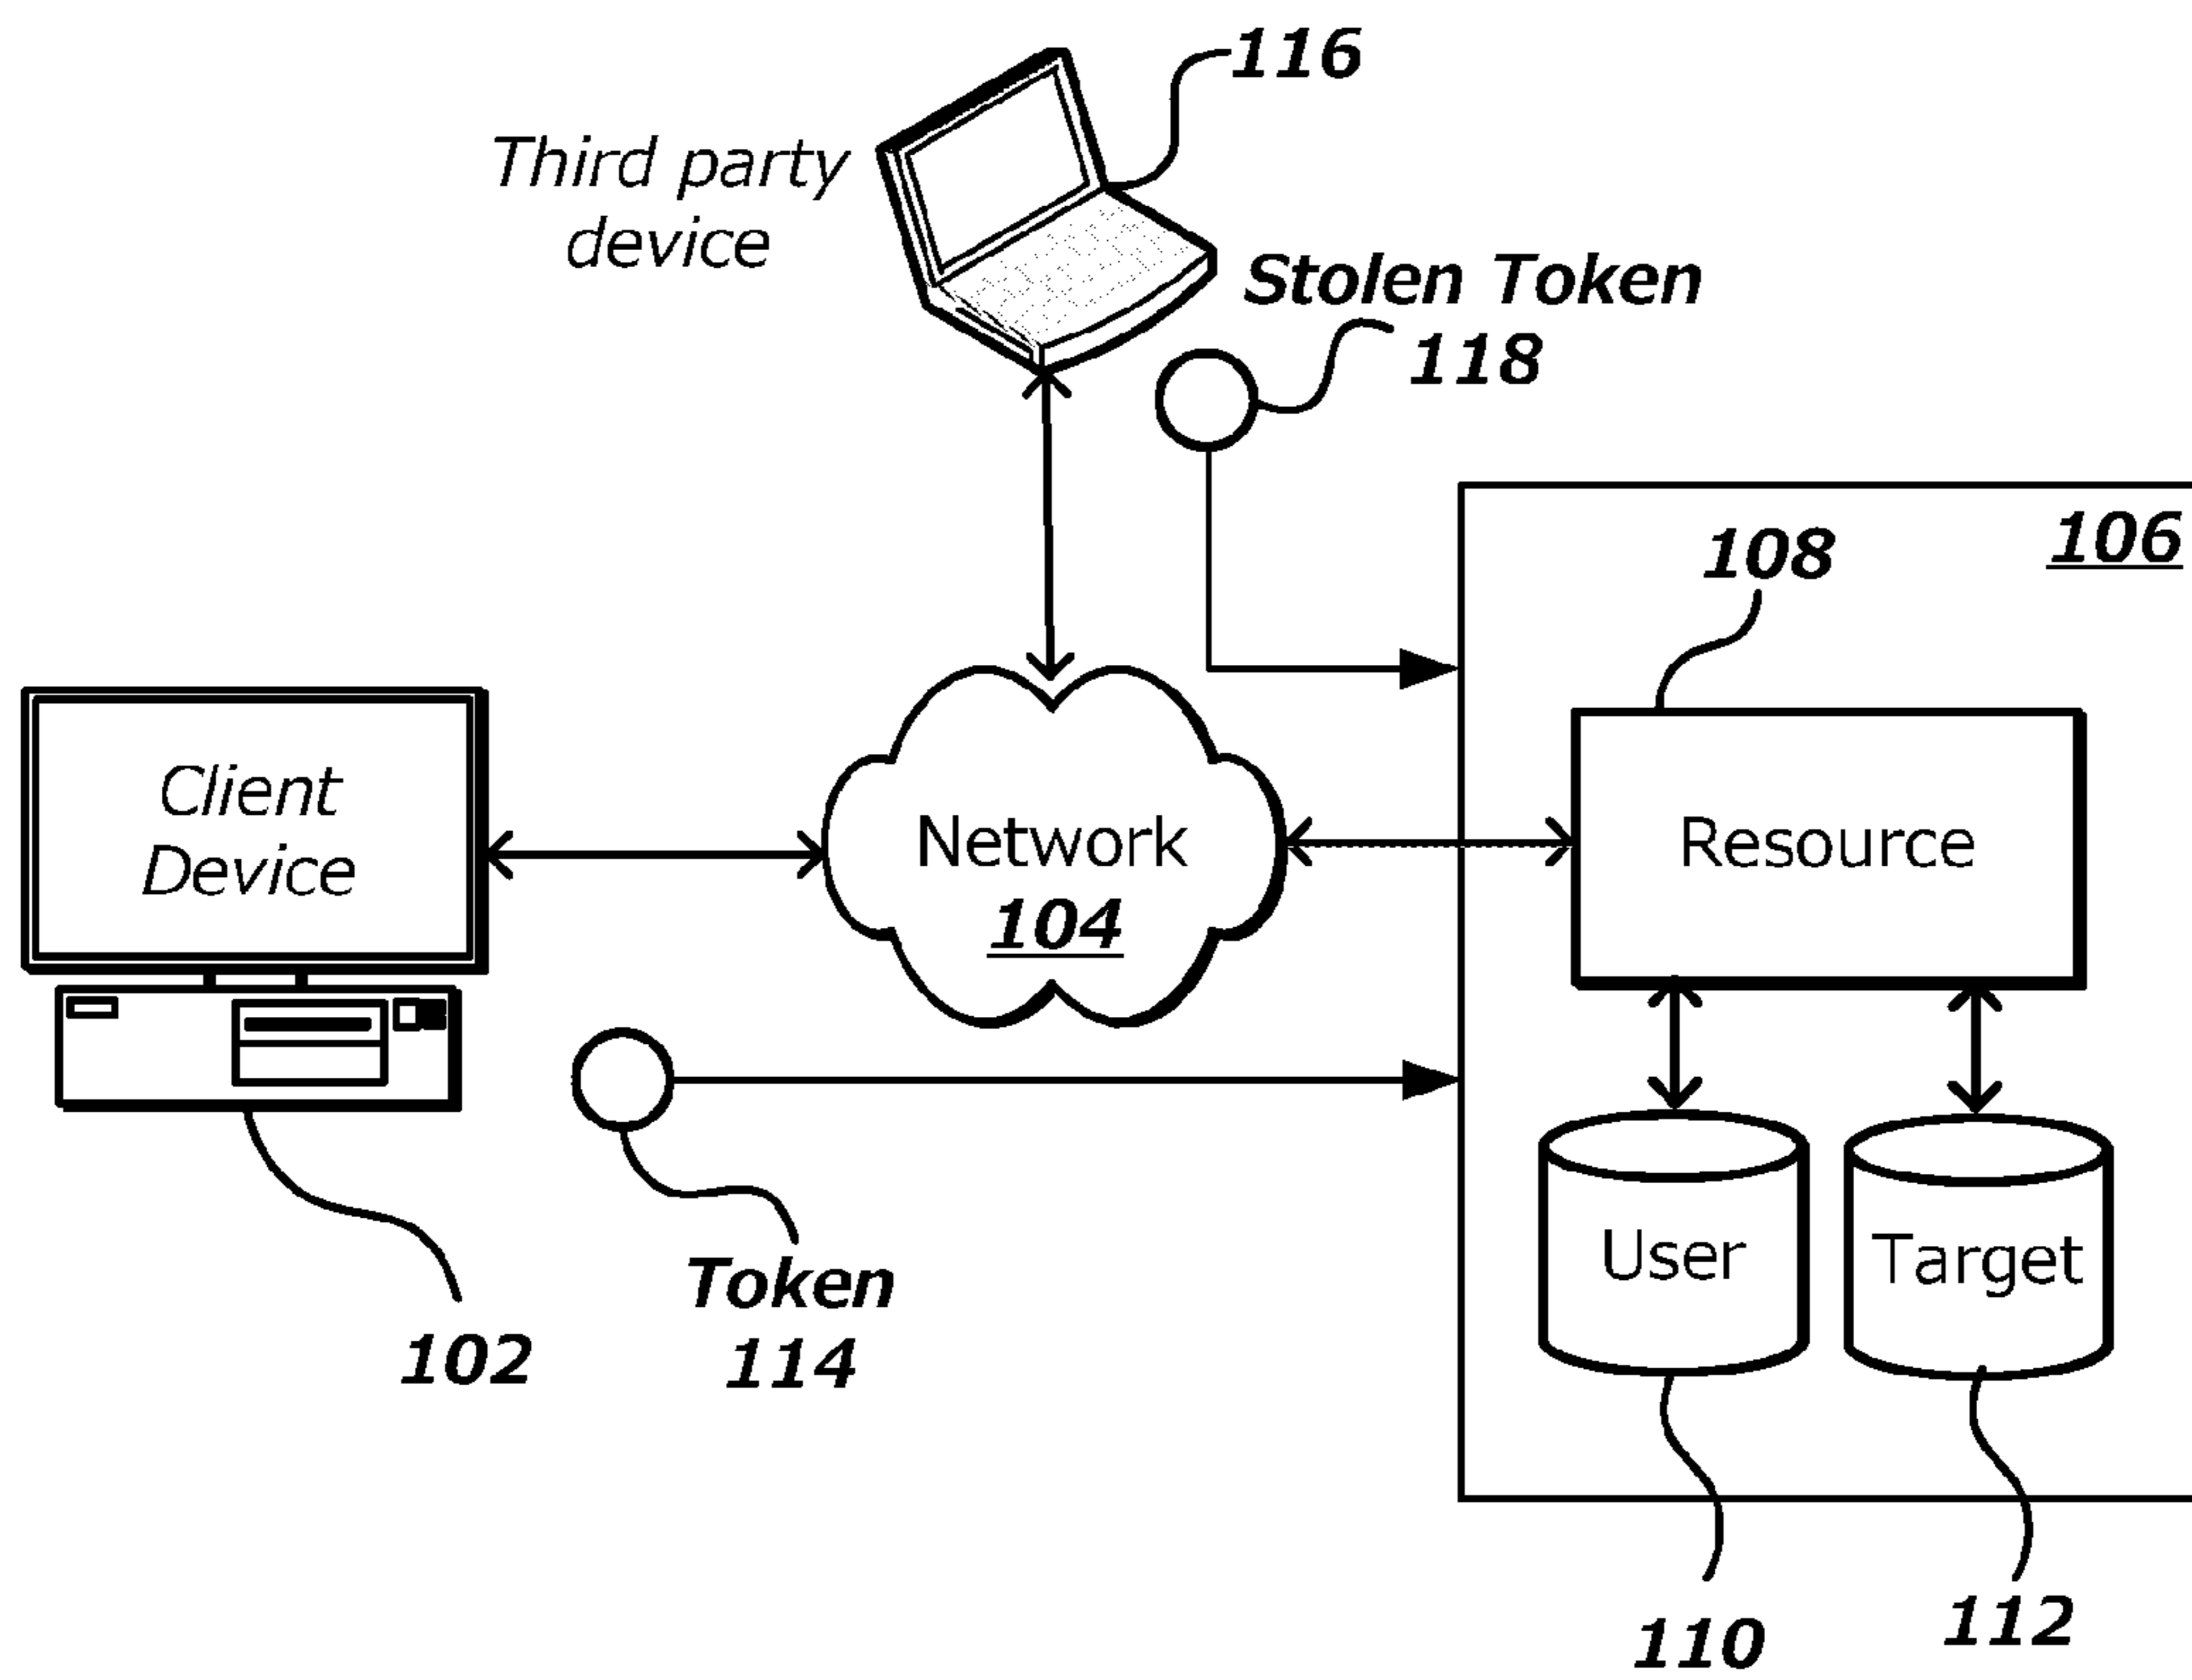 116
Third party
device
Stolen Token
118
106
108
Client
Device
Network
104
Resource
User
Target
Token
114
102
110
112